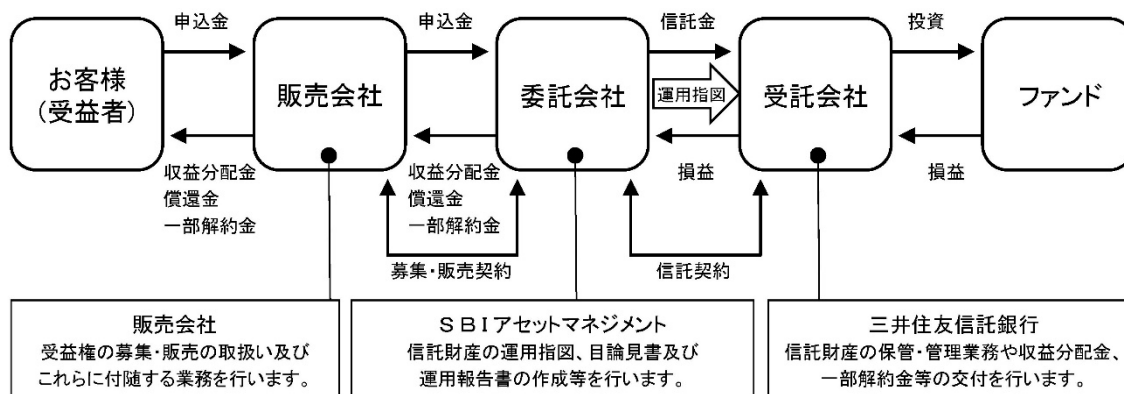 申込金
申込金
信託金
投資
お客様
(受益者)
販売会社
委託会社
運用指図
受託会社
ファンド
収益分配金
償還金
一部解約金
収益分配金
償還金
一部解約金
損益
損益
募集・販売契約
信託契約
販売会社
受益権の募集・販売の取扱い及び
これらに付随する業務を行います。
SBIアセットマネジメント
信託財産の運用指図、目論見書及び
運用報告書の作成等を行います。
三井住友信託銀行
信託財産の保管・管理業務や収益分配金、
一部解約金等の交付を行います。